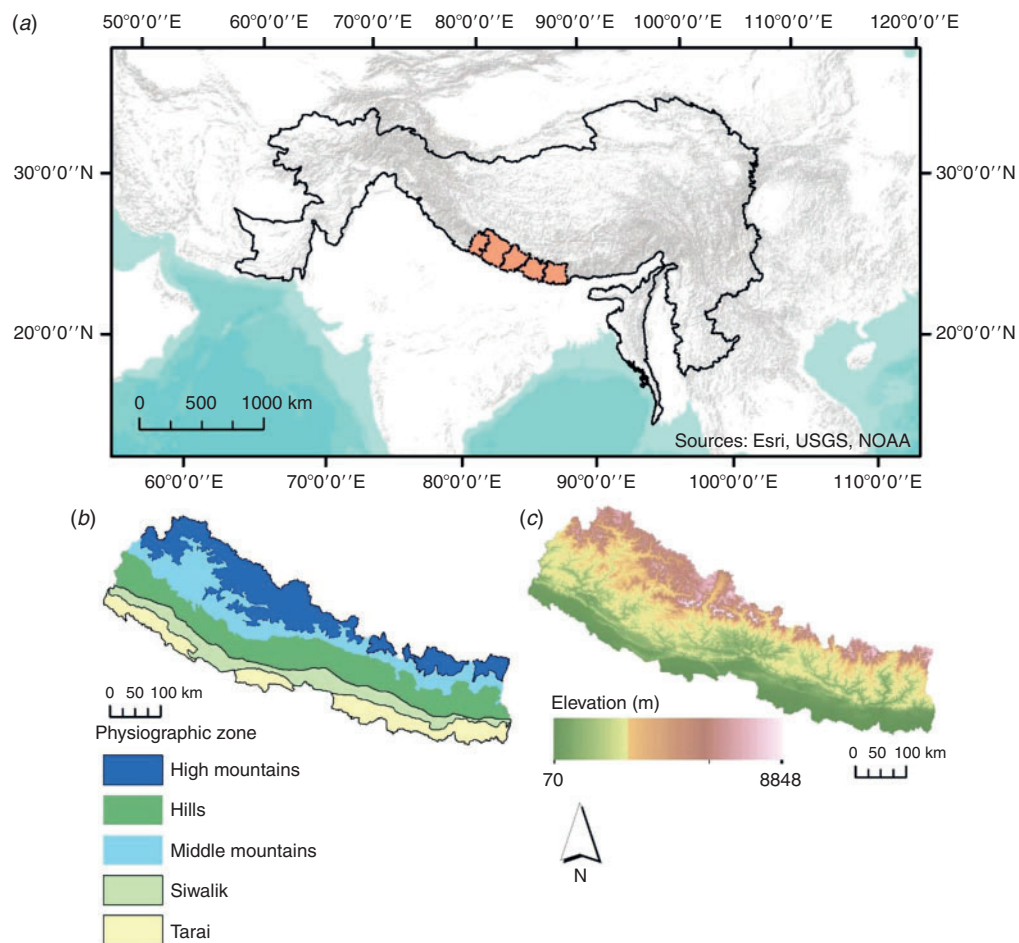 (a)
50°0′0′′E 60°0′0′′E 70°0′0′′E 80°0′0′′E 90°0′0′′E 100°0′0′′E 110°0′0′′E 120°0′0′′E
30°0′0′′N 30°0′0′′N
20°0′0′′N 20°0′0′′N
0 500 1000 km
Sources: Esri, USGS, NOAA
60°0′0′′E 70°0′0′′E 80°0′0′′E 90°0′0′′E 100°0′0′′E 110°0′0′′E
(b)
0 50 100 km
Physiographic zone
High mountains
Hills
Middle mountains
Siwalik
Tarai
(c)
Elevation (m)
70 8848
0 50 100 km
N